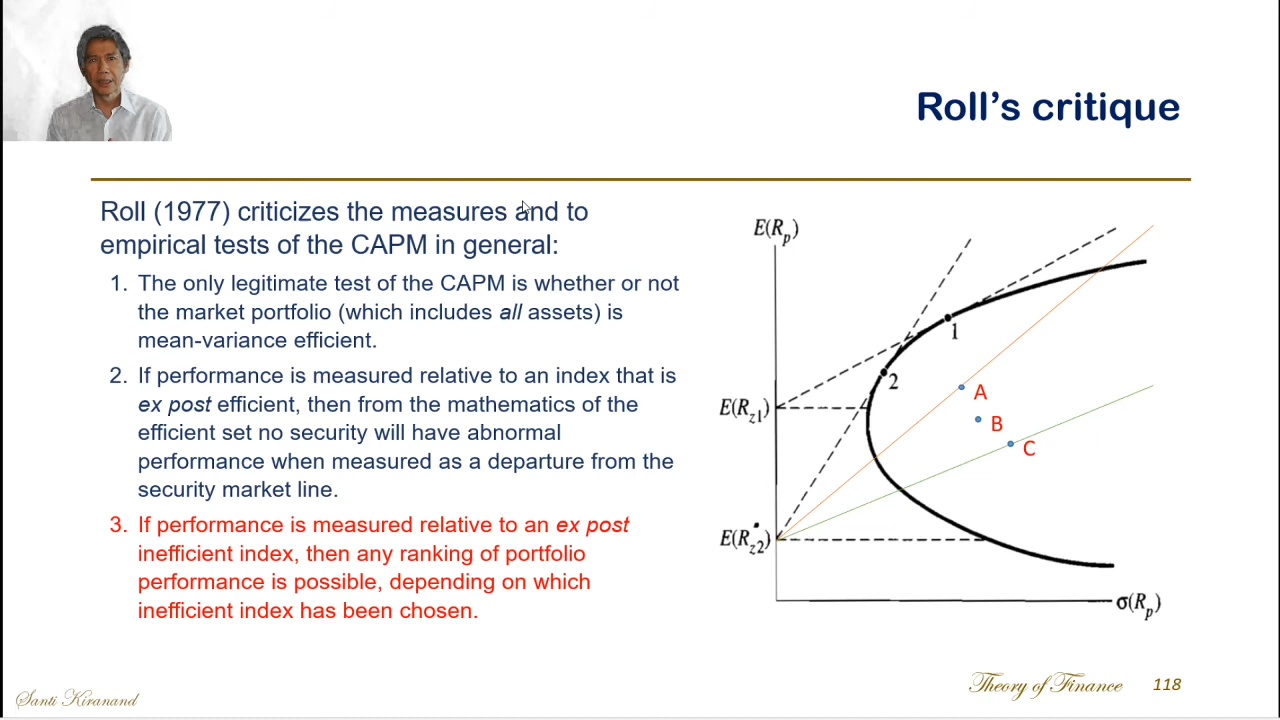 Roll's critique
Roll (1977) criticizes the measures and to
empirical tests of the CAPM in general:
1. The only legitimate test of the CAPM is whether or not
the market portfolio (which includes all assets) is
mean-variance efficient.
2. If performance is measured relative to an index that is
ex post efficient, then from the mathematics of the
efficient set no security will have abnormal
performance when measured as a departure from the
security market line.
3. If performance is measured relative to an ex post
inefficient index, then any ranking of portfolio
performance is possible, depending on which
inefficient index has been chosen.
E(Rp)
1
2
A
E(Rz1)
B
C
E(Rz2)
σ(Rp)
Santi Kiranand
Theory of Finance 118